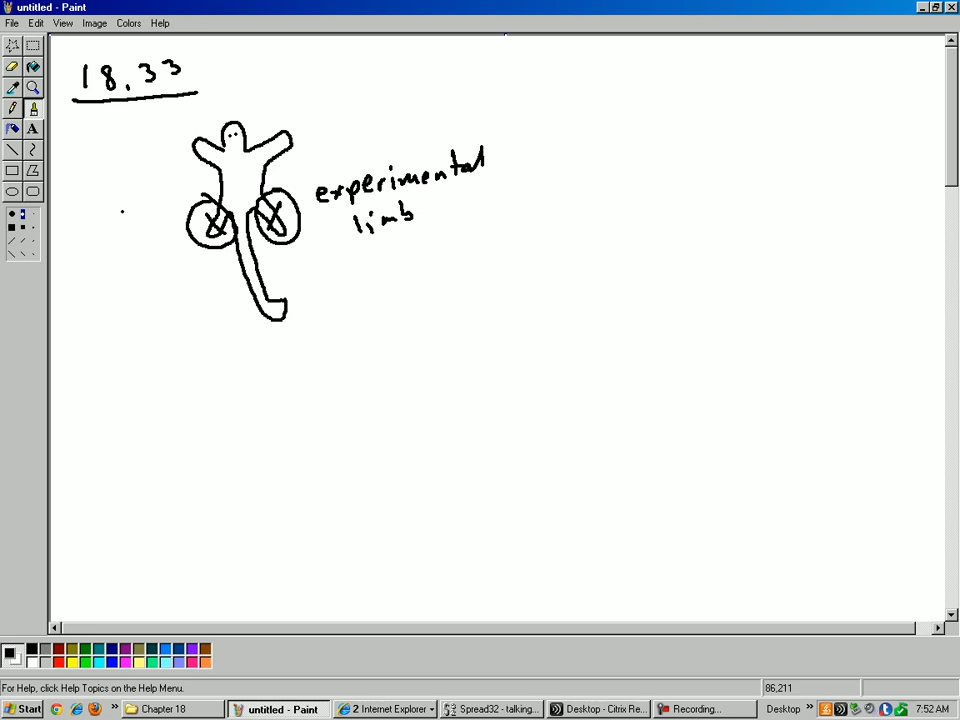 untitled - Paint
File Edit View Image Colors Help
18.33
experimental
limb
For Help, click Help Topics on the Help Menu.
86,211
Start
Chapter 18
untitled - Paint
2 Internet Explorer
Spread32 - talking...
Desktop - Citrix Re...
Recording...
Desktop
7:52 AM